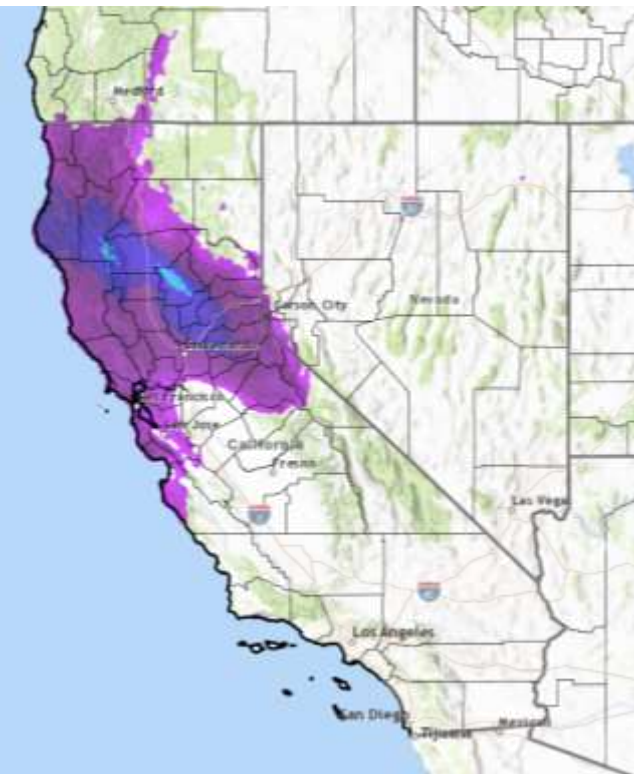 Medford
Carson City
Nevada
Sacramento
San Francisco
San Jose
California
Fresno
Las Vegas
Los Angeles
San Diego
Tijuana
Mexicali